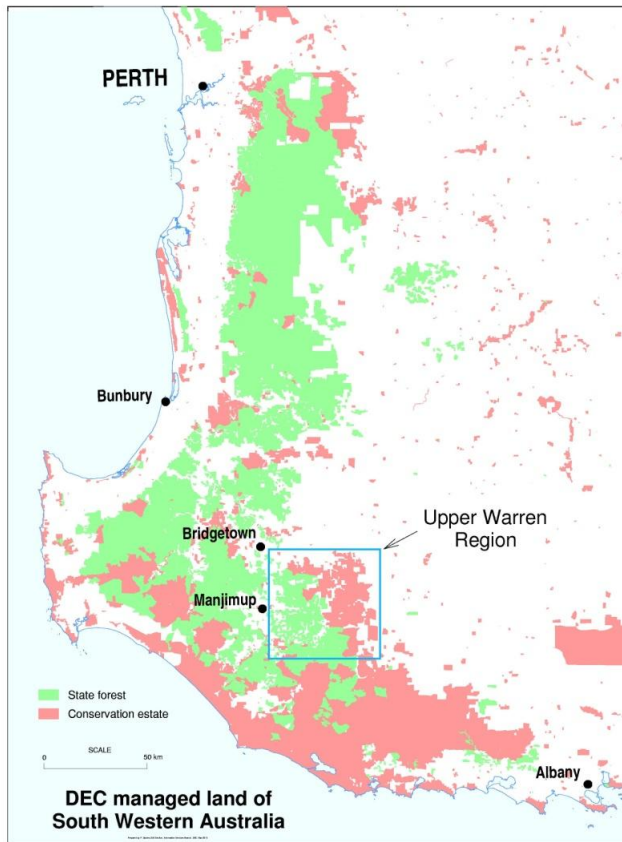 PERTH
Bunbury
Bridgetown
Upper Warren
Region
Manjimup
State forest
Conservation estate
SCALE
0 50 km
Albany
DEC managed land of
South Western Australia